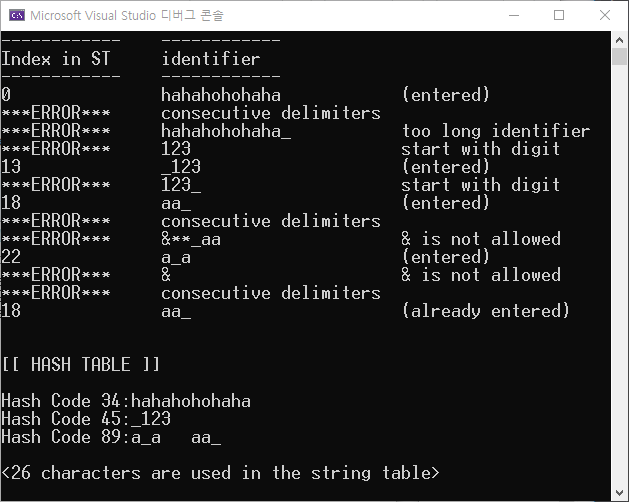 Microsoft Visual Studio 디버그 콘솔
------------ ------------
Index in ST identifier
------------ ------------
0 hahahohohaha (entered)
***ERROR*** consecutive delimiters
***ERROR*** hahahohohaha_ too long identifier
***ERROR*** 123 start with digit
13 _123 (entered)
***ERROR*** 123_ start with digit
18 aa_ (entered)
***ERROR*** consecutive delimiters
***ERROR*** &**_aa & is not allowed
22 a_a (entered)
***ERROR*** & & is not allowed
***ERROR*** consecutive delimiters
18 aa_ (already entered)
[[ HASH TABLE ]]
Hash Code 34:hahahohohaha
Hash Code 45:_123
Hash Code 89:a_a aa_
<26 characters are used in the string table>